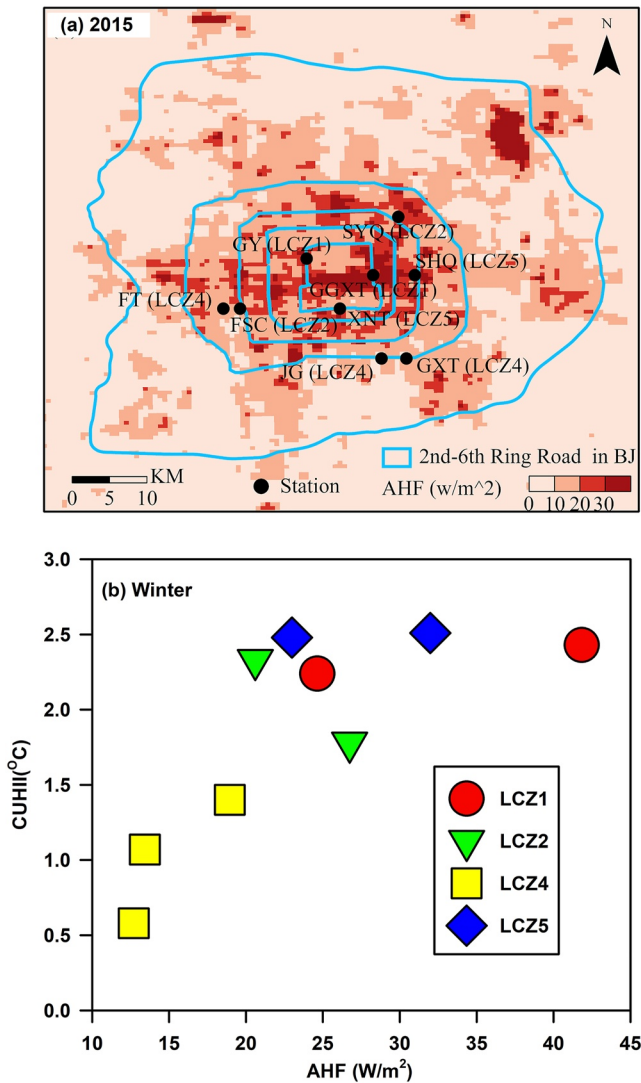 (a) 2015
N
SYQ (LCZ2)
GY (LCZ1)
SHQ (LCZ5)
GGXT (LCZ1)
FT (LCZ4)
FSC (LCZ2)
XNT (LCZ5)
JG (LCZ4)
GXT (LCZ4)
KM
0 5 10
2nd-6th Ring Road in BJ
Station
AHF (w/m^2)
0 10 20 30
(b) Winter
3.0
2.5
2.0
1.5
1.0
0.5
0.0
CUHII(°C)
LCZ1
LCZ2
LCZ4
LCZ5
10 15 20 25 30 35 40 45
AHF (W/m²)